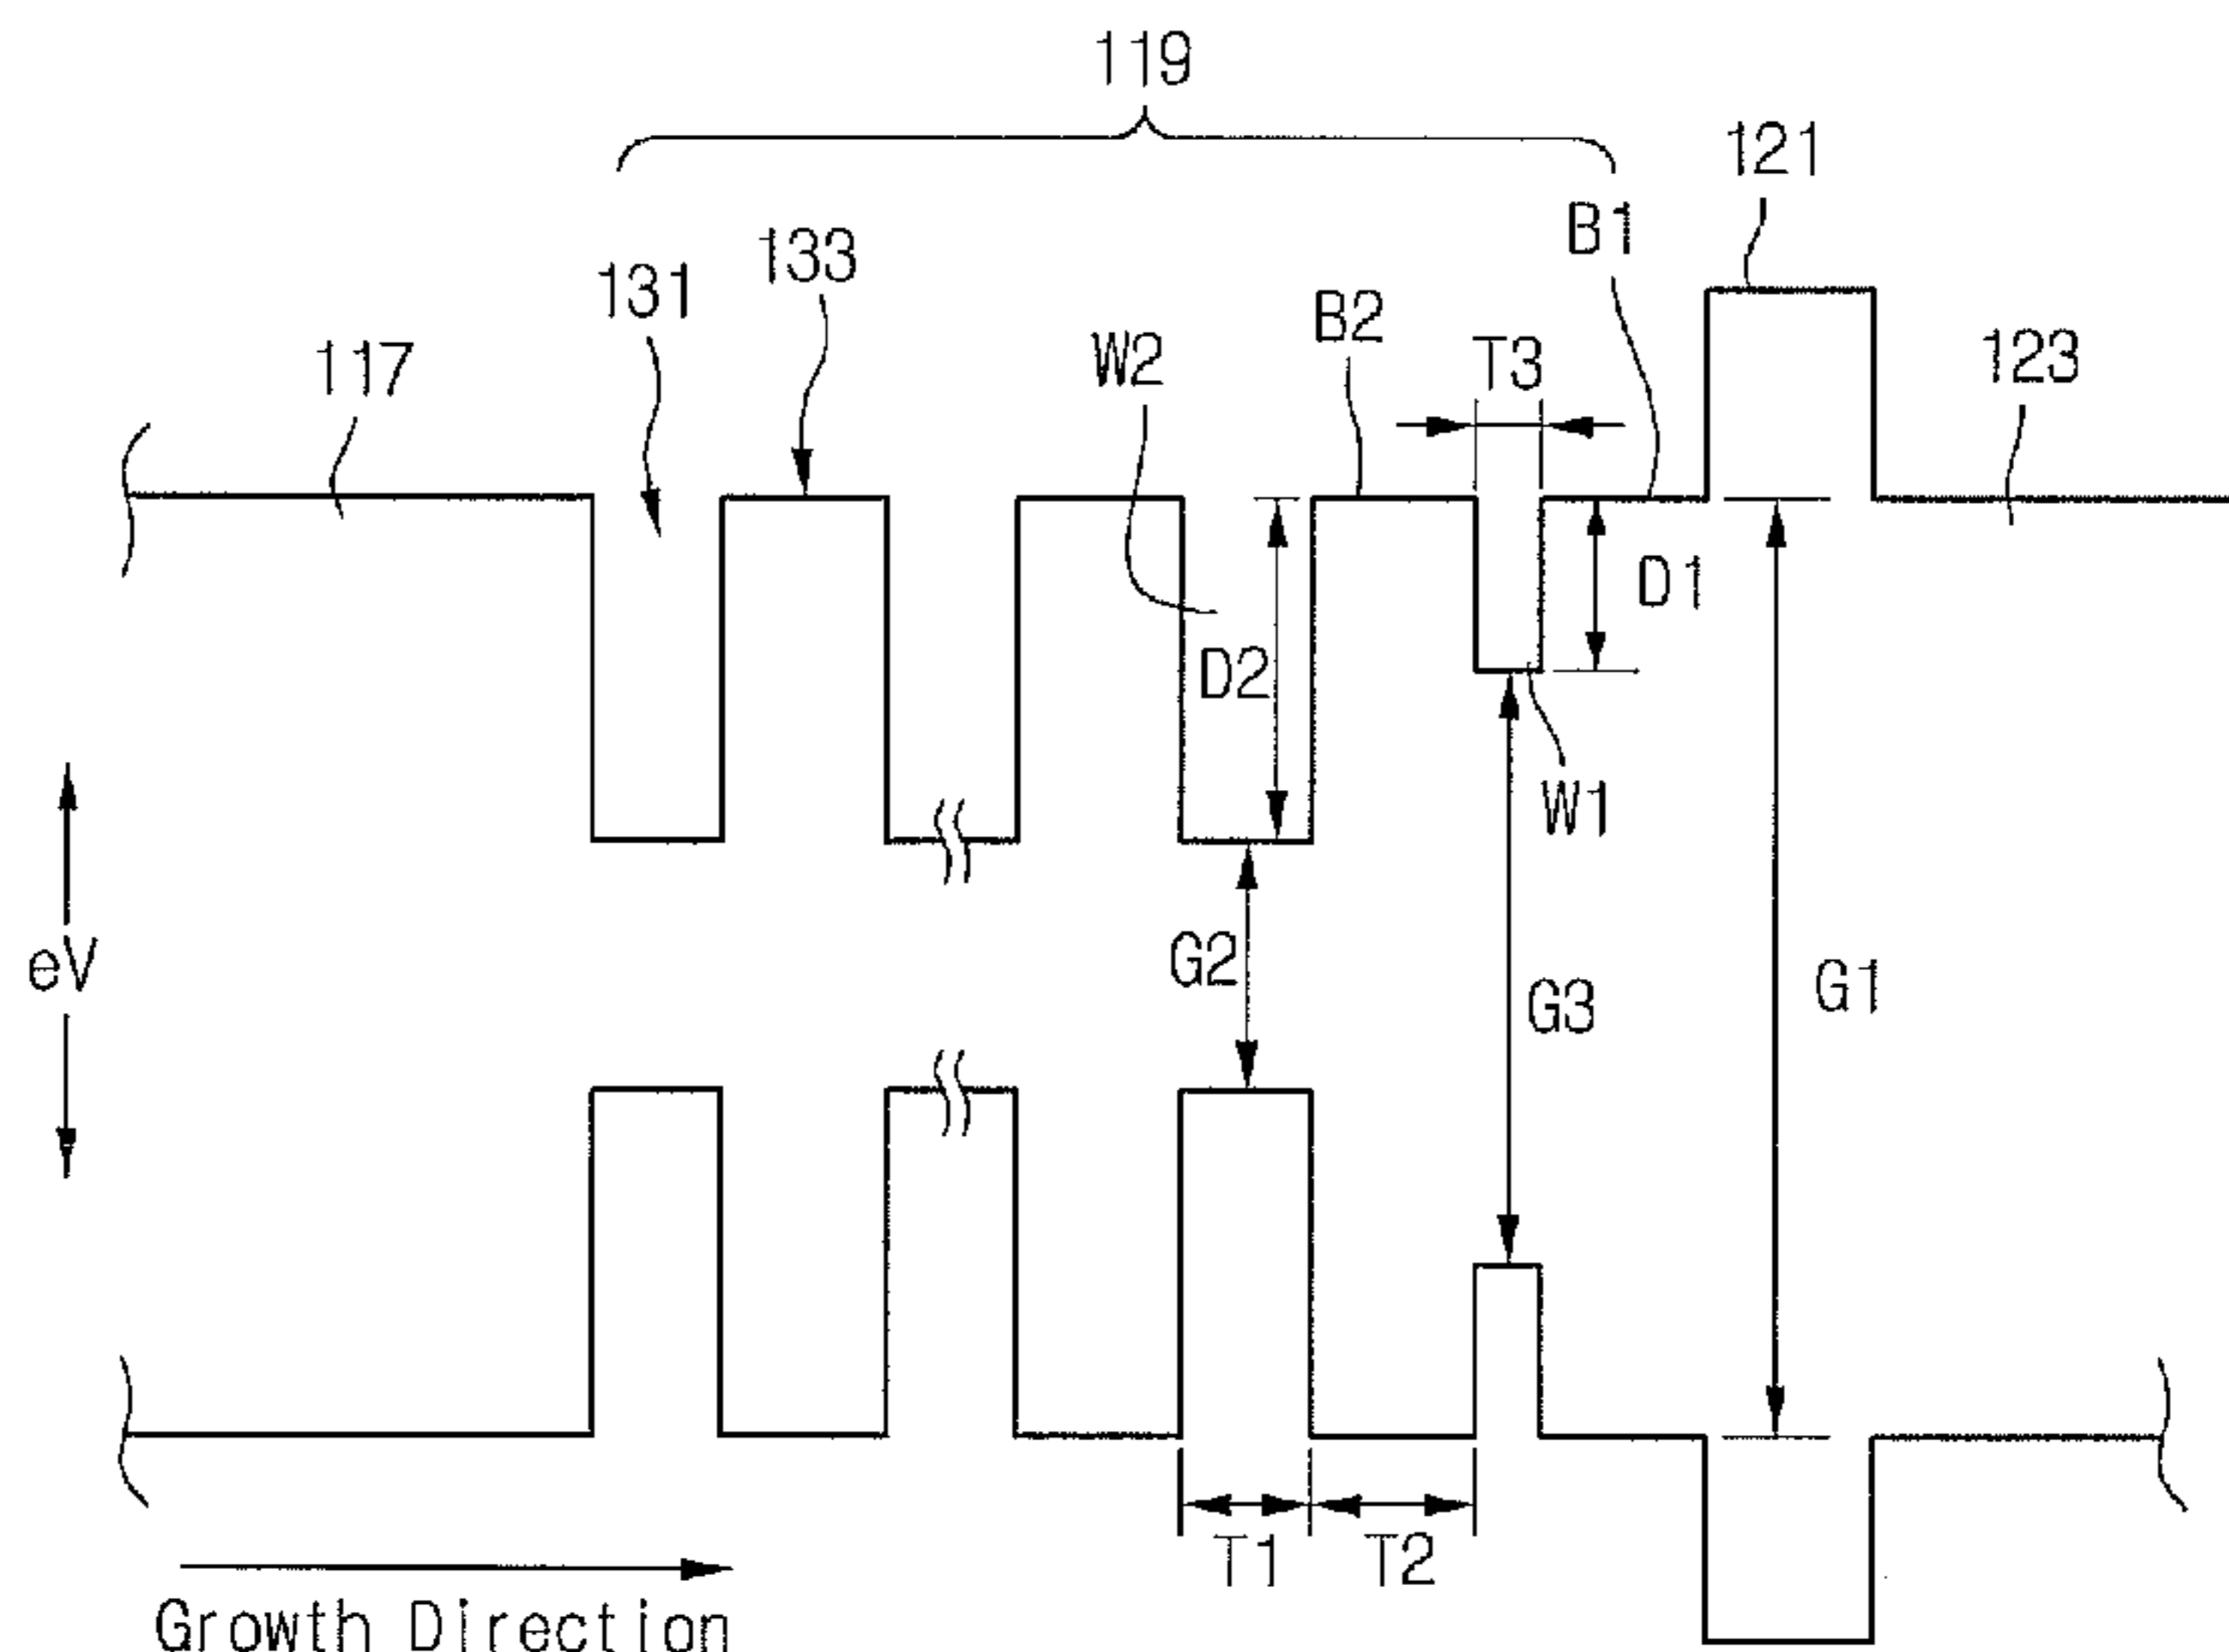 119
121
B1
133
131
B2
W2
T3
117
123
D1
D2
W1
eV
G2
G3
G1
T1
T2
Growth Direction